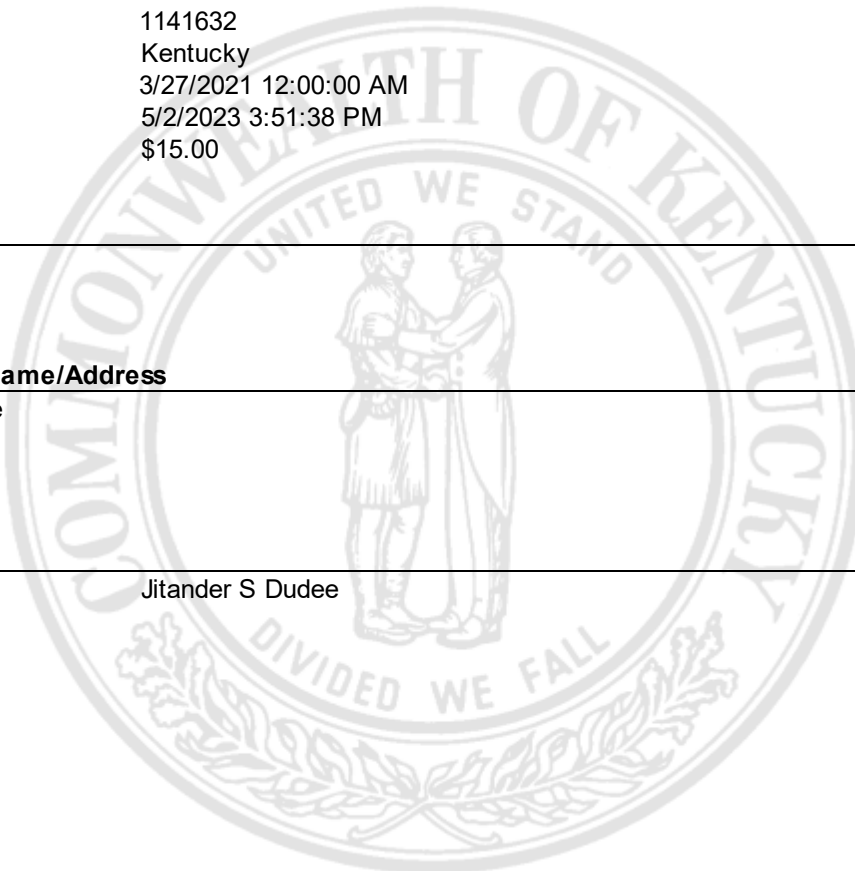 1141632
Kentucky
3/27/2021 12:00:00 AM
5/2/2023 3:51:38 PM
$15.00
COMMONWEALTH OF KENTUCKY
UNITED WE STAND
ame/Address
e
Jitander S Dudee
DIVIDED WE FALL